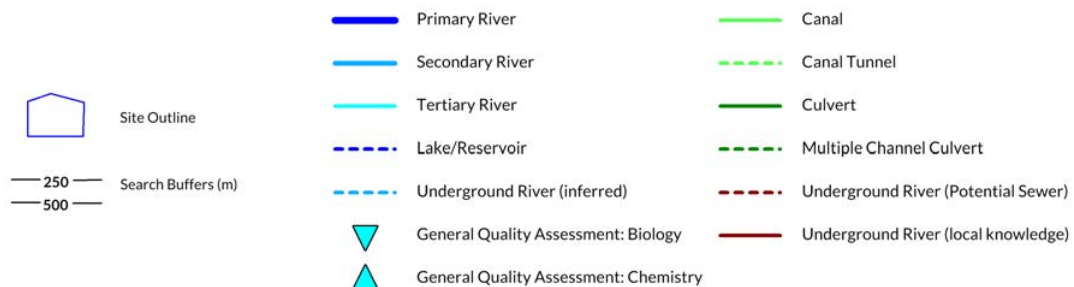 Site Outline
250
500
Search Buffers (m)
Primary River
Secondary River
Tertiary River
Lake/Reservoir
Underground River (inferred)
General Quality Assessment: Biology
General Quality Assessment: Chemistry
Canal
Canal Tunnel
Culvert
Multiple Channel Culvert
Underground River (Potential Sewer)
Underground River (local knowledge)